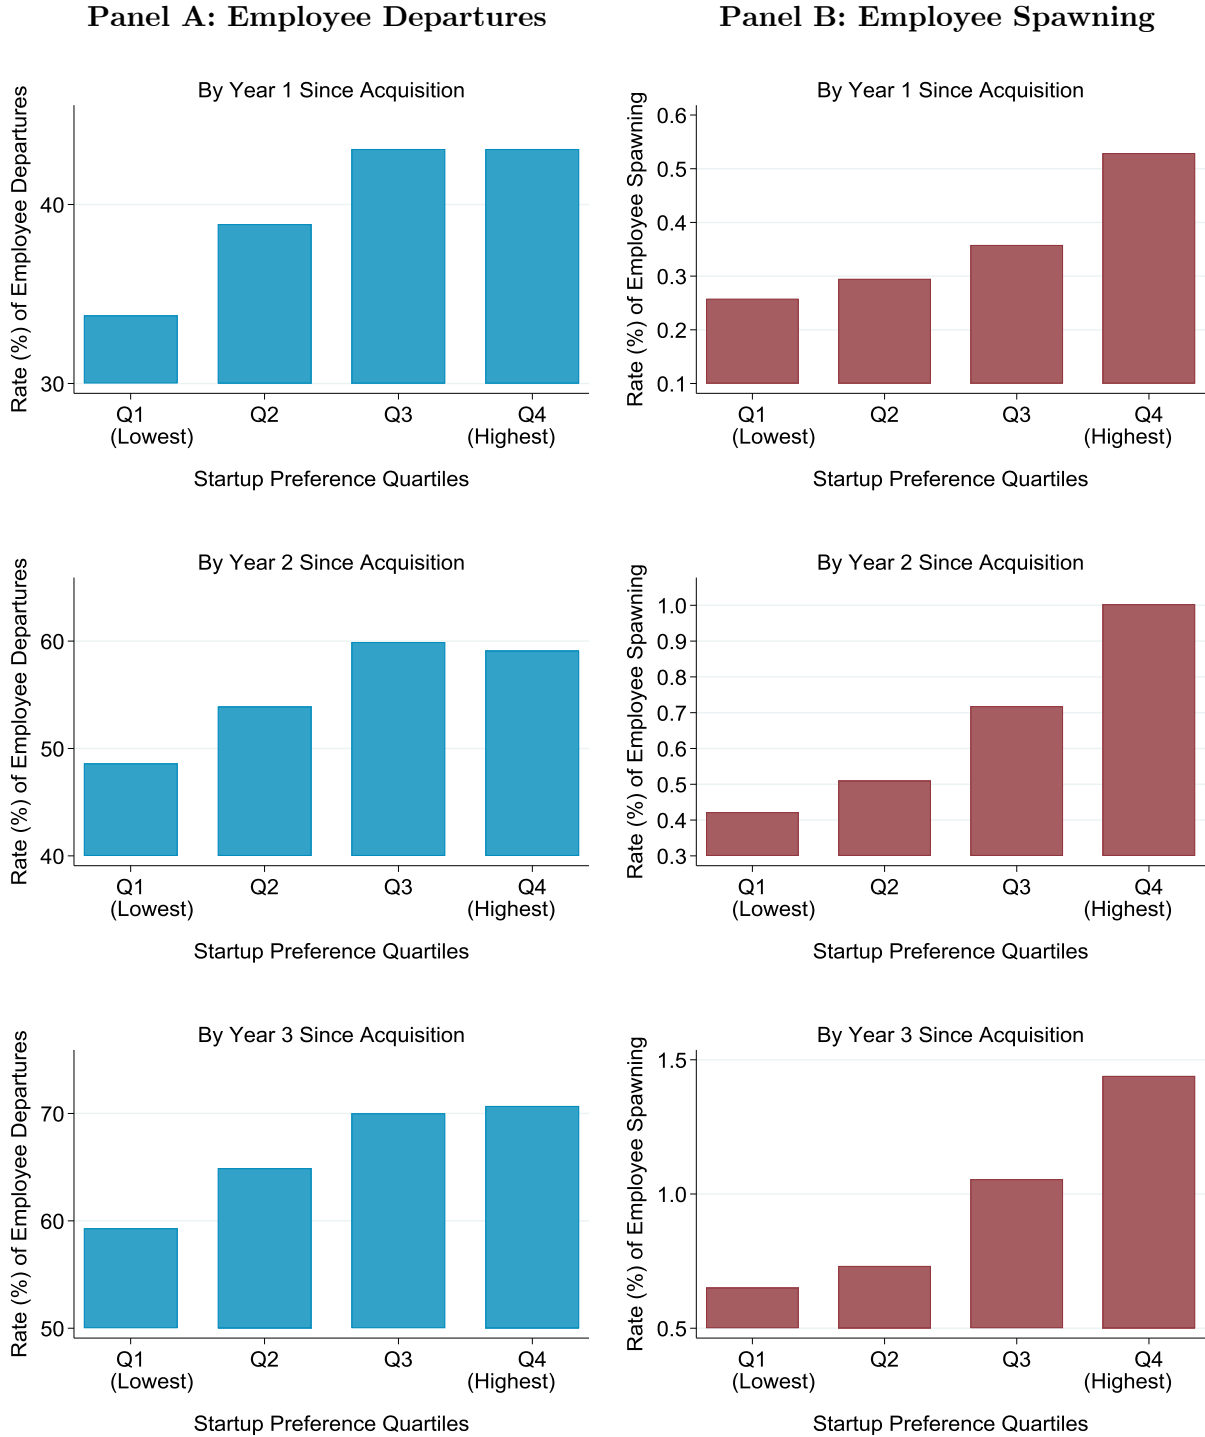 Panel A: Employee Departures
Panel B: Employee Spawning
By Year 1 Since Acquisition
Rate (%) of Employee Departures
40
30
Q1 Q2 Q3 Q4
(Lowest) (Highest)
Startup Preference Quartiles
By Year 1 Since Acquisition
Rate (%) of Employee Spawning
0.6
0.5
0.4
0.3
0.2
0.1
Q1 Q2 Q3 Q4
(Lowest) (Highest)
Startup Preference Quartiles
By Year 2 Since Acquisition
Rate (%) of Employee Departures
60
50
40
Q1 Q2 Q3 Q4
(Lowest) (Highest)
Startup Preference Quartiles
By Year 2 Since Acquisition
Rate (%) of Employee Spawning
1.0
0.9
0.8
0.7
0.6
0.5
0.4
0.3
Q1 Q2 Q3 Q4
(Lowest) (Highest)
Startup Preference Quartiles
By Year 3 Since Acquisition
Rate (%) of Employee Departures
70
60
50
Q1 Q2 Q3 Q4
(Lowest) (Highest)
Startup Preference Quartiles
By Year 3 Since Acquisition
Rate (%) of Employee Spawning
1.5
1.0
0.5
Q1 Q2 Q3 Q4
(Lowest) (Highest)
Startup Preference Quartiles